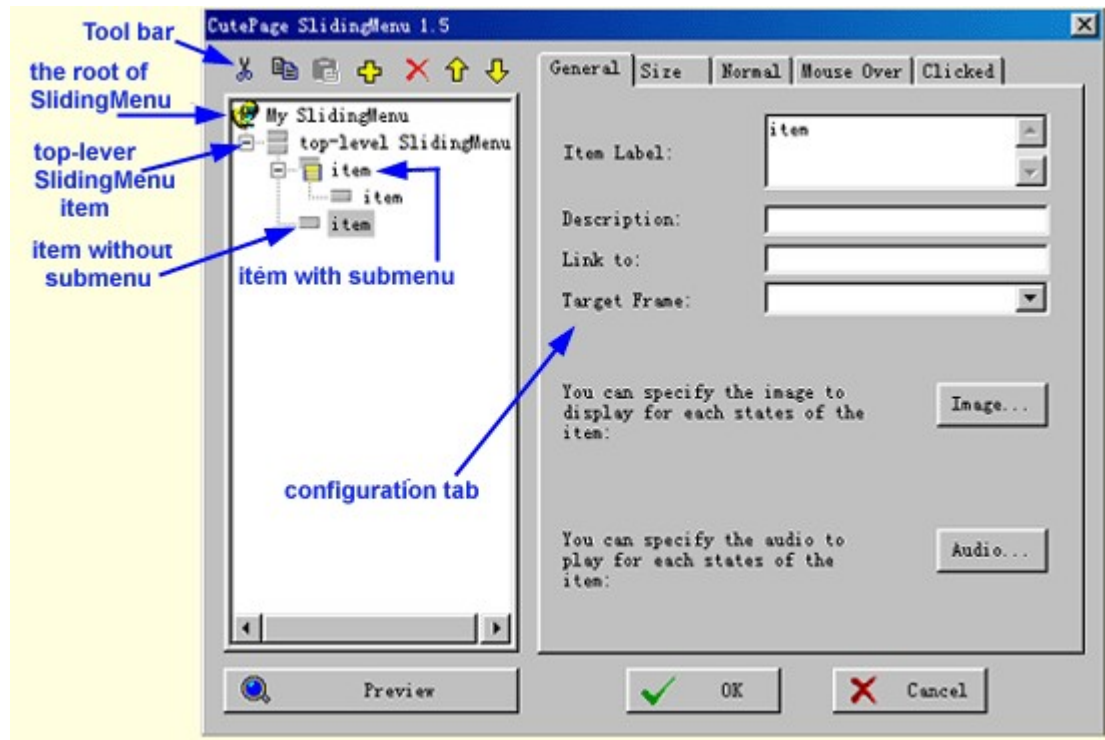 CutePage SlidingMenu 1.5
Tool bar
the root of
SlidingMenu
top-lever
SlidingMenu
item
item without
submenu
My SlidingMenu
top-level SlidingMenu
item
item
item
item with submenu
configuration tab
Preview
General Size Normal Mouse Over Clicked
Item Label:
item
Description:
Link to:
Target Frame:
You can specify the image to
display for each states of the
item:
Image...
You can specify the audio to
play for each states of the
item:
Audio...
OK
Cancel